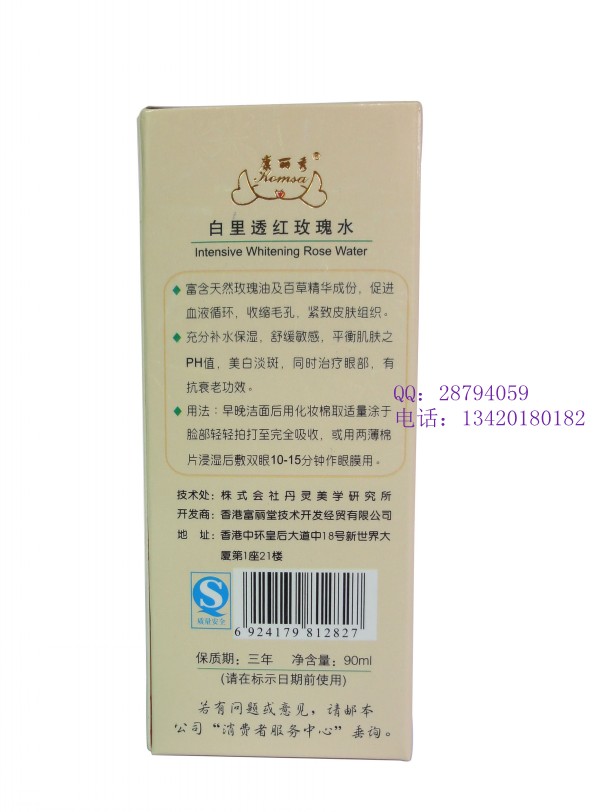 康丽秀
Komsa
白里透红玫瑰水
Intensive Whitening Rose Water
◆ 富含天然玫瑰油及百草精华成份，促进
血液循环，收缩毛孔，紧致皮肤组织。
◆ 充分补水保湿，舒缓敏感，平衡肌肤之
PH值，美白淡斑，同时治疗眼部，有
抗衰老功效。
◆ 用法：早晚洁面后用化妆棉取适量涂于
脸部轻轻拍打至完全吸收，或用两薄棉
片浸湿后敷双眼10-15分钟作眼膜用。
QQ：28794059
电话：13420180182
技术处：株式会社丹灵美学研究所
开发商：香港富丽堂技术开发经贸有限公司
地 址：香港中环皇后大道中18号新世界大
厦第1座21楼
质量安全
6 924179 812827
保质期：三年 净含量：90ml
(请在标示日期前使用)
若有问题或意见，请邮本
公司“消费者服务中心”垂询。